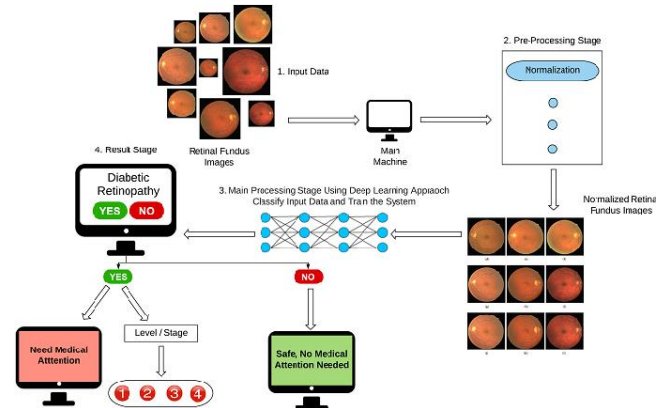 1. Input Data
Retinal Fundus
Images
Main
Machine
2. Pre-Processing Stage
Normalization
Normalized Retinal
Fundus Images
3. Main Processing Stage Using Deep Learning Appraoch
Classify Input Data and Train the System
4. Result Stage
Diabetic
Retinopathy
YES NO
YES
NO
Need Medical
Atttention
Level / Stage
1 2 3 4
Safe, No Medical
Attention Needed